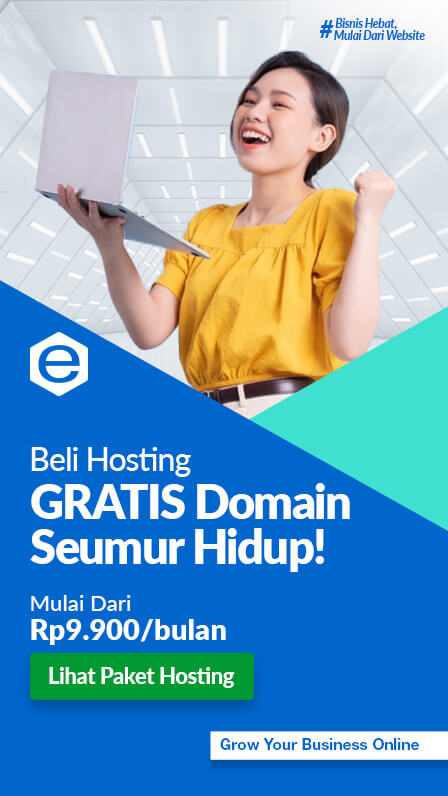 #Bisnis Hebat,
Mulai Dari Website
e
Beli Hosting
GRATIS Domain
Seumur Hidup!
Mulai Dari
Rp9.900/bulan
Lihat Paket Hosting
Grow Your Business Online